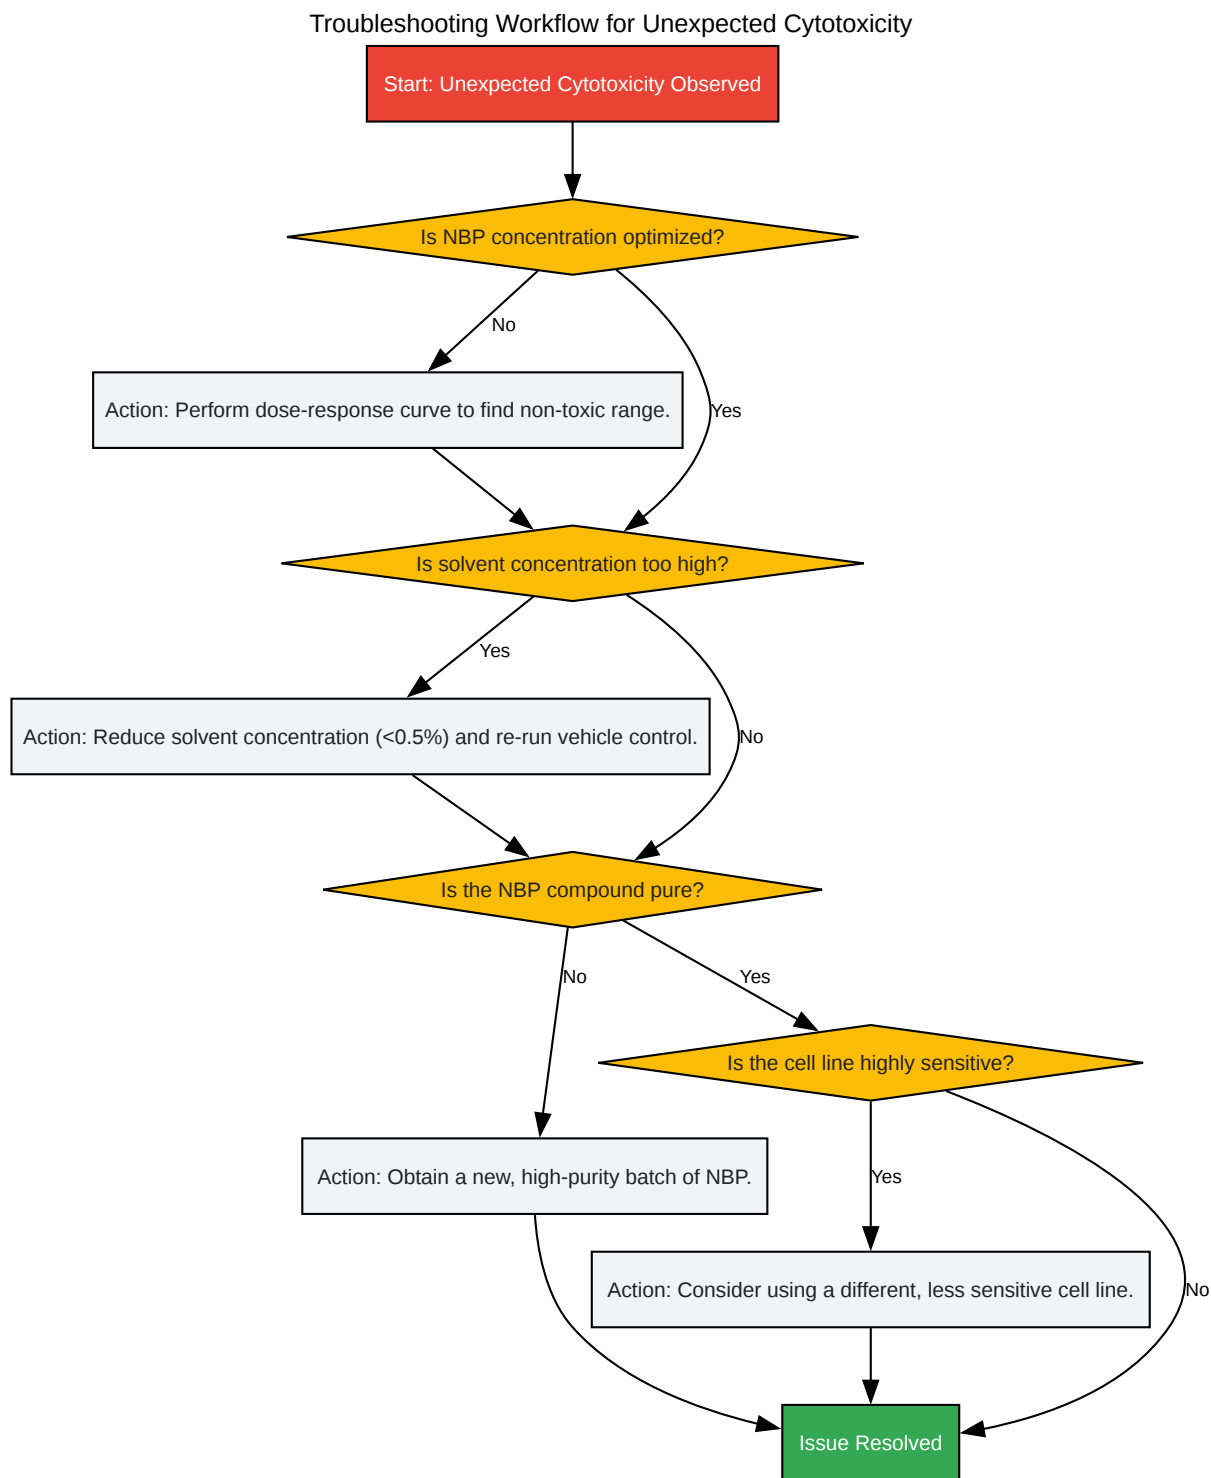 Troubleshooting Workflow for Unexpected Cytotoxicity
Start: Unexpected Cytotoxicity Observed
Is NBP concentration optimized?
No
Action: Perform dose-response curve to find non-toxic range.
Yes
Is solvent concentration too high?
Yes
Action: Reduce solvent concentration (<0.5%) and re-run vehicle control.
No
Is the NBP compound pure?
No
Yes
Is the cell line highly sensitive?
Action: Obtain a new, high-purity batch of NBP.
Yes
Action: Consider using a different, less sensitive cell line.
No
Issue Resolved